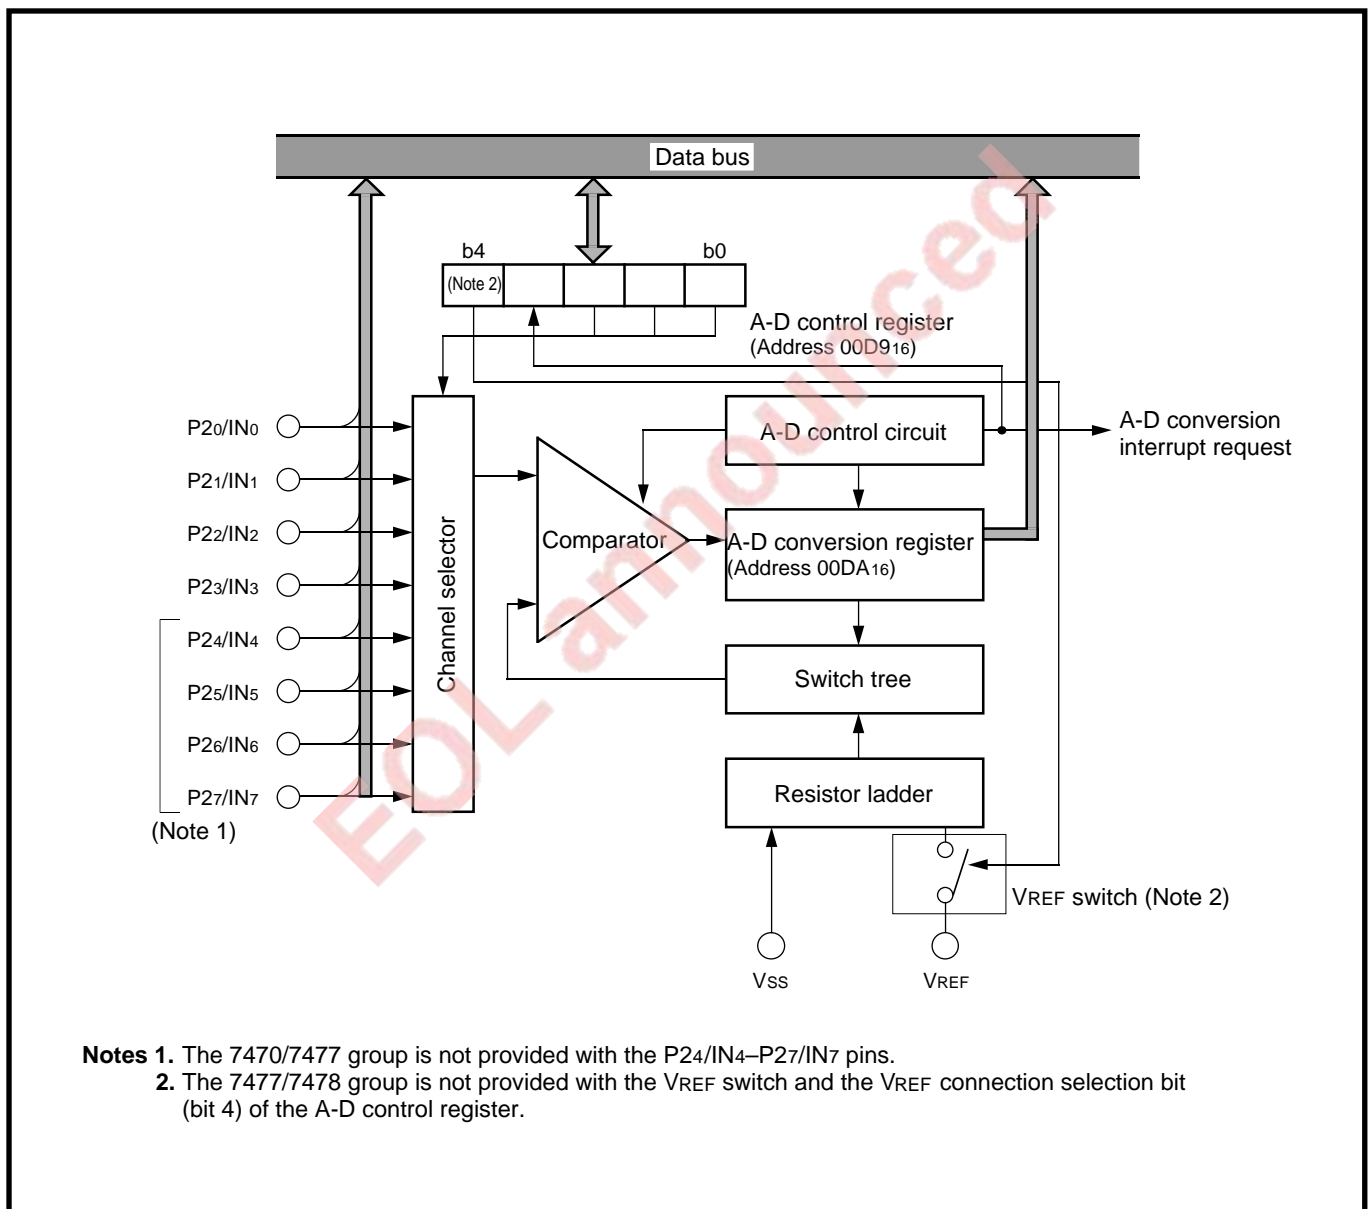 Data bus
b4
b0
(Note 2)
A-D control register
(Address 00D916)
P20/IN0
P21/IN1
P22/IN2
P23/IN3
P24/IN4
P25/IN5
P26/IN6
P27/IN7
(Note 1)
Channel selector
Comparator
A-D control circuit
A-D conversion
interrupt request
A-D conversion register
(Address 00DA16)
Switch tree
Resistor ladder
VREF switch (Note 2)
VSS
VREF
EOL announced
Notes 1. The 7470/7477 group is not provided with the P24/IN4–P27/IN7 pins.
2. The 7477/7478 group is not provided with the VREF switch and the VREF connection selection bit
(bit 4) of the A-D control register.